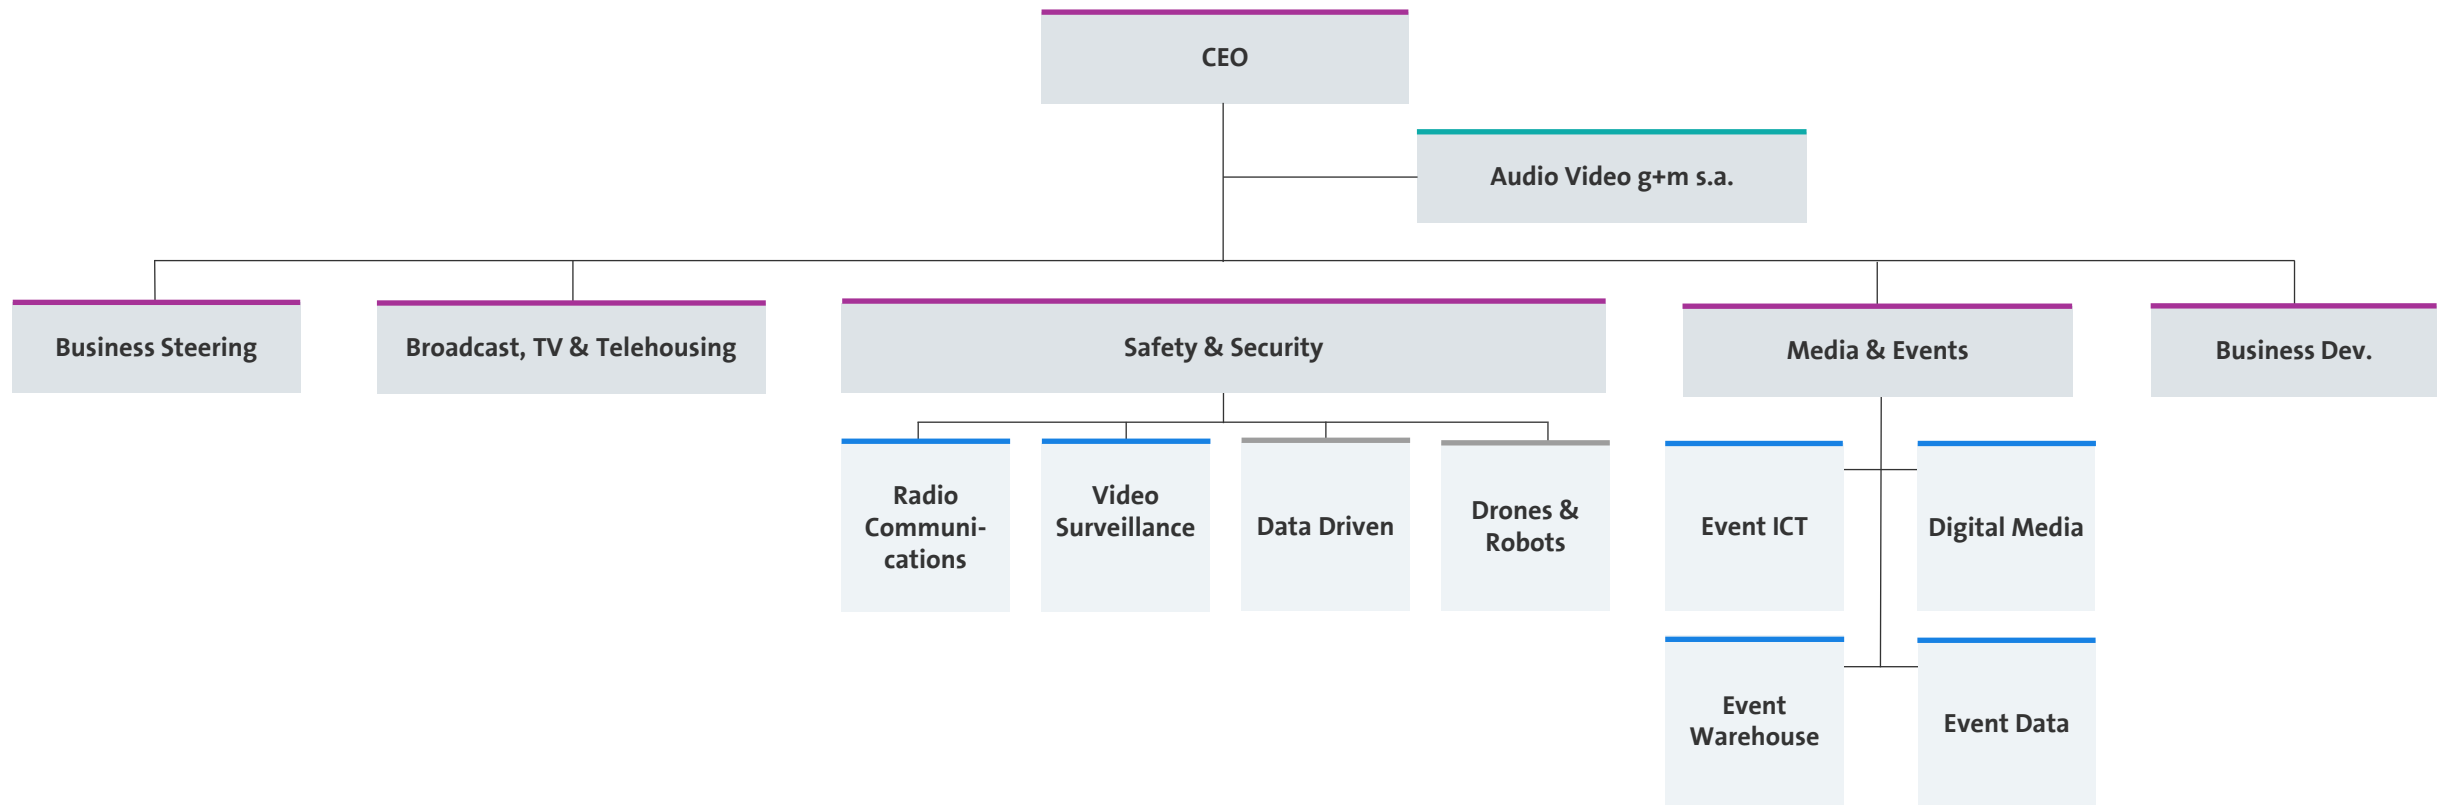 CEO
Audio Video g+m s.a.
Business Steering
Broadcast, TV & Telehousing
Safety & Security
Media & Events
Business Dev.
Radio
Communi-
cations
Video
Surveillance
Data Driven
Drones &
Robots
Event ICT
Digital Media
Event
Warehouse
Event Data